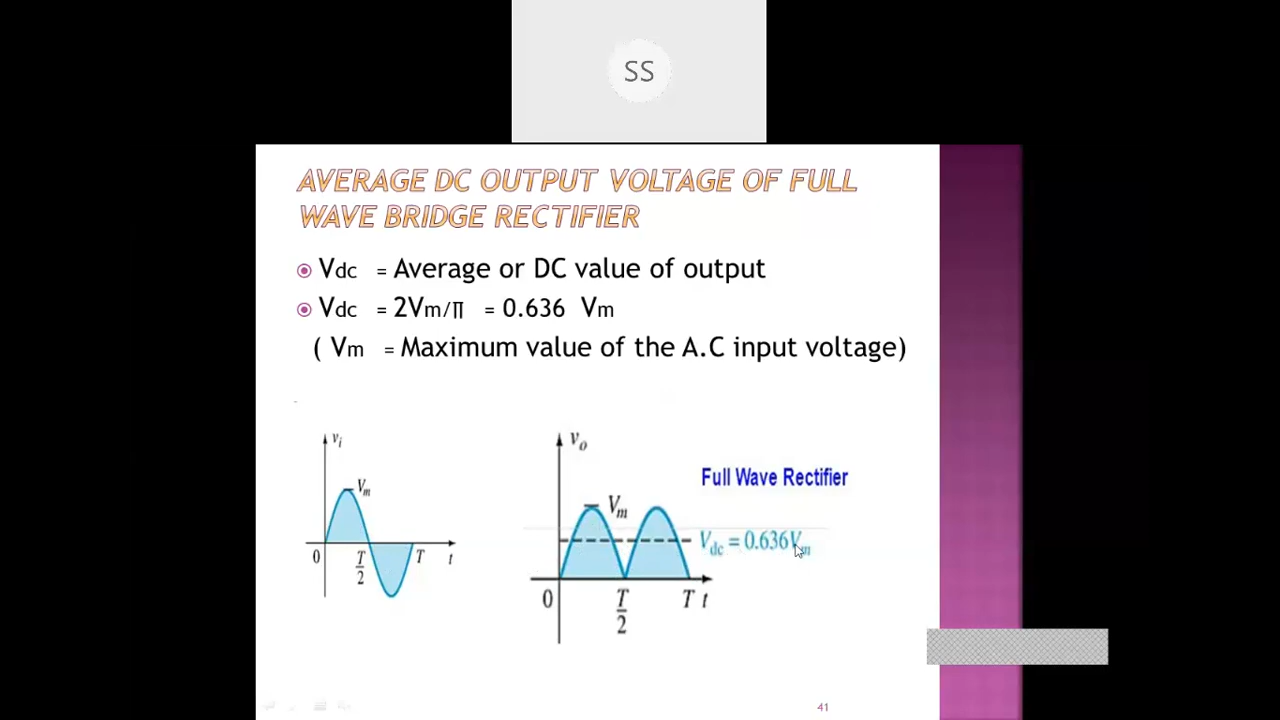 SS
AVERAGE DC OUTPUT VOLTAGE OF FULL
WAVE BRIDGE RECTIFIER
Vdc = Average or DC value of output
Vdc = 2Vm/∏ = 0.636 Vm
( Vm = Maximum value of the A.C input voltage)
vi
Vm
0
T/2
T
t
vo
Vm
Full Wave Rectifier
Vdc = 0.636Vm
0
T/2
T
t
41